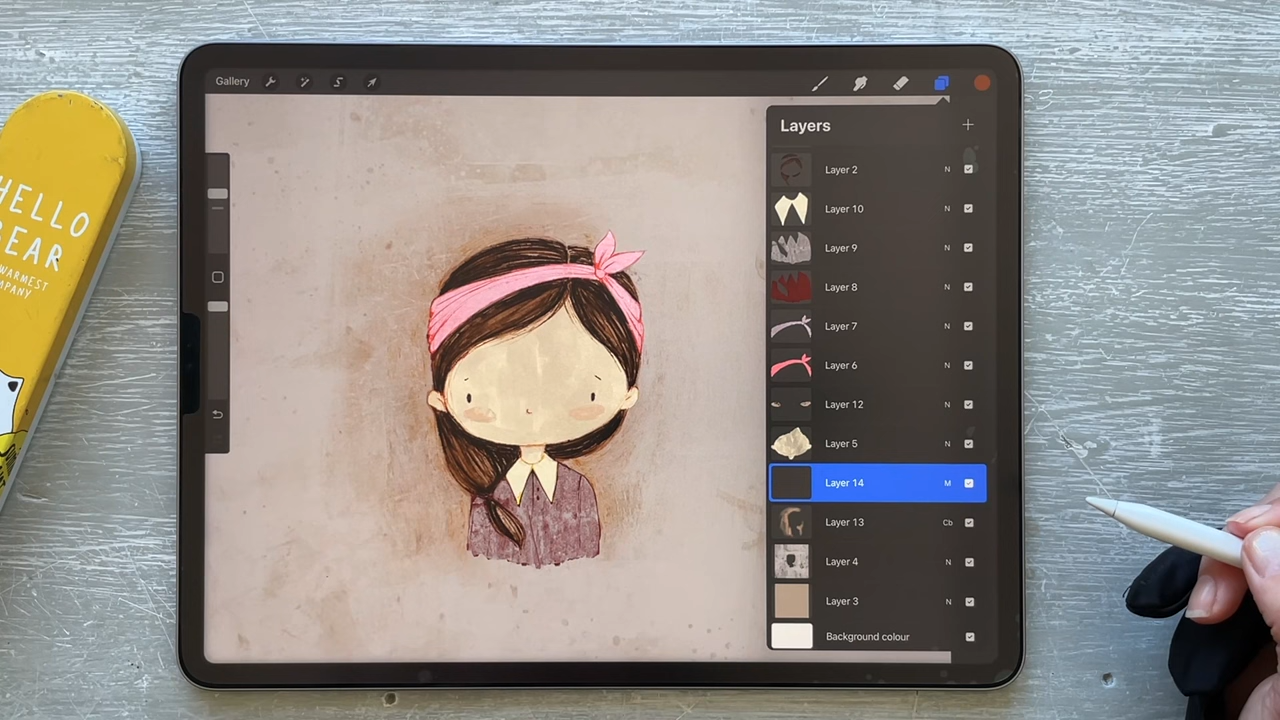 Gallery
Layers
Layer 2 N
Layer 10 N
Layer 9 N
Layer 8 N
Layer 7 N
Layer 6 N
Layer 12 N
Layer 5 N
Layer 14 M
Layer 13 Cb
Layer 4 N
Layer 3 N
Background colour
HELLO
BEAR
WARMEST